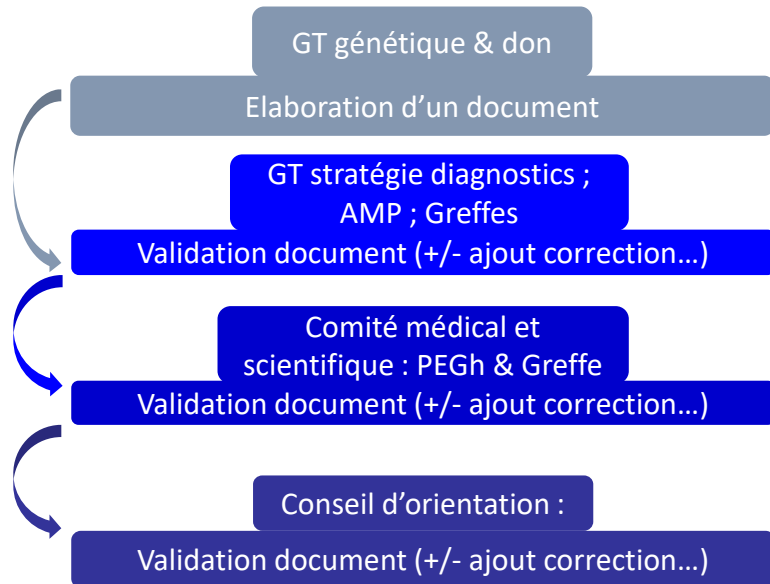 GT génétique & don
Elaboration d’un document
GT stratégie diagnostics ;
AMP ; Greffes
Validation document (+/- ajout correction…)
Comité médical et
scientifique : PEGh & Greffe
Validation document (+/- ajout correction…)
Conseil d’orientation :
Validation document (+/- ajout correction…)